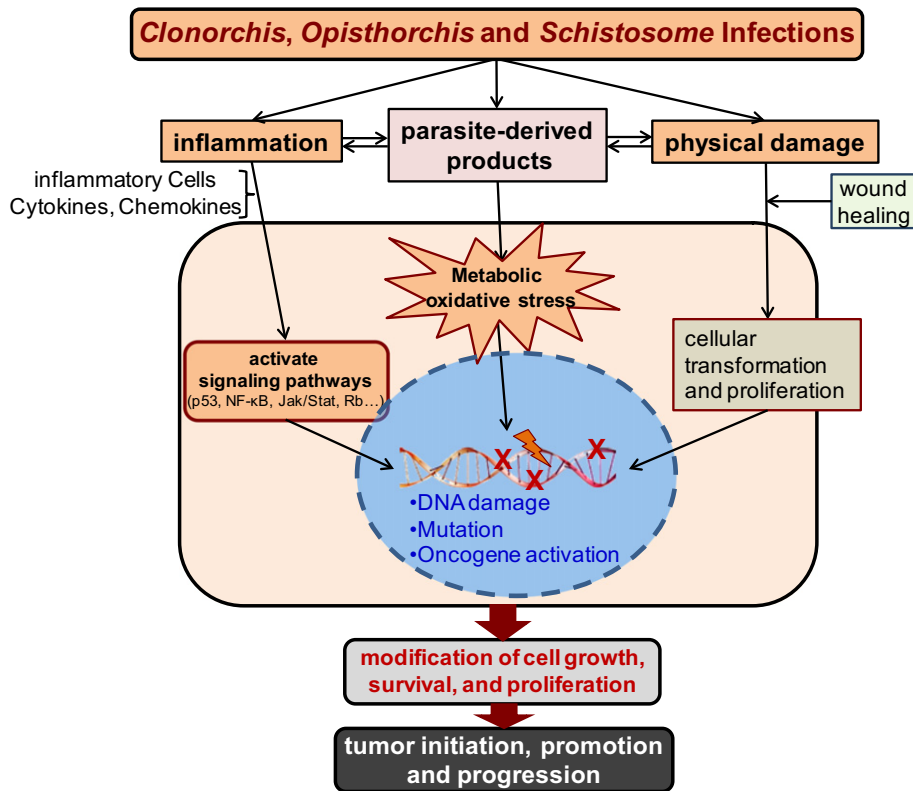 Clonorchis, Opisthorchis and Schistosome Infections
inflammation
parasite-derived
products
physical damage
inflammatory Cells
Cytokines, Chemokines
wound
healing
Metabolic
oxidative stress
activate
signaling pathways
(p53, NF-κB, Jak/Stat, Rb…)
cellular
transformation
and proliferation
X
X
X
•DNA damage
•Mutation
•Oncogene activation
modification of cell growth,
survival, and proliferation
tumor initiation, promotion
and progression